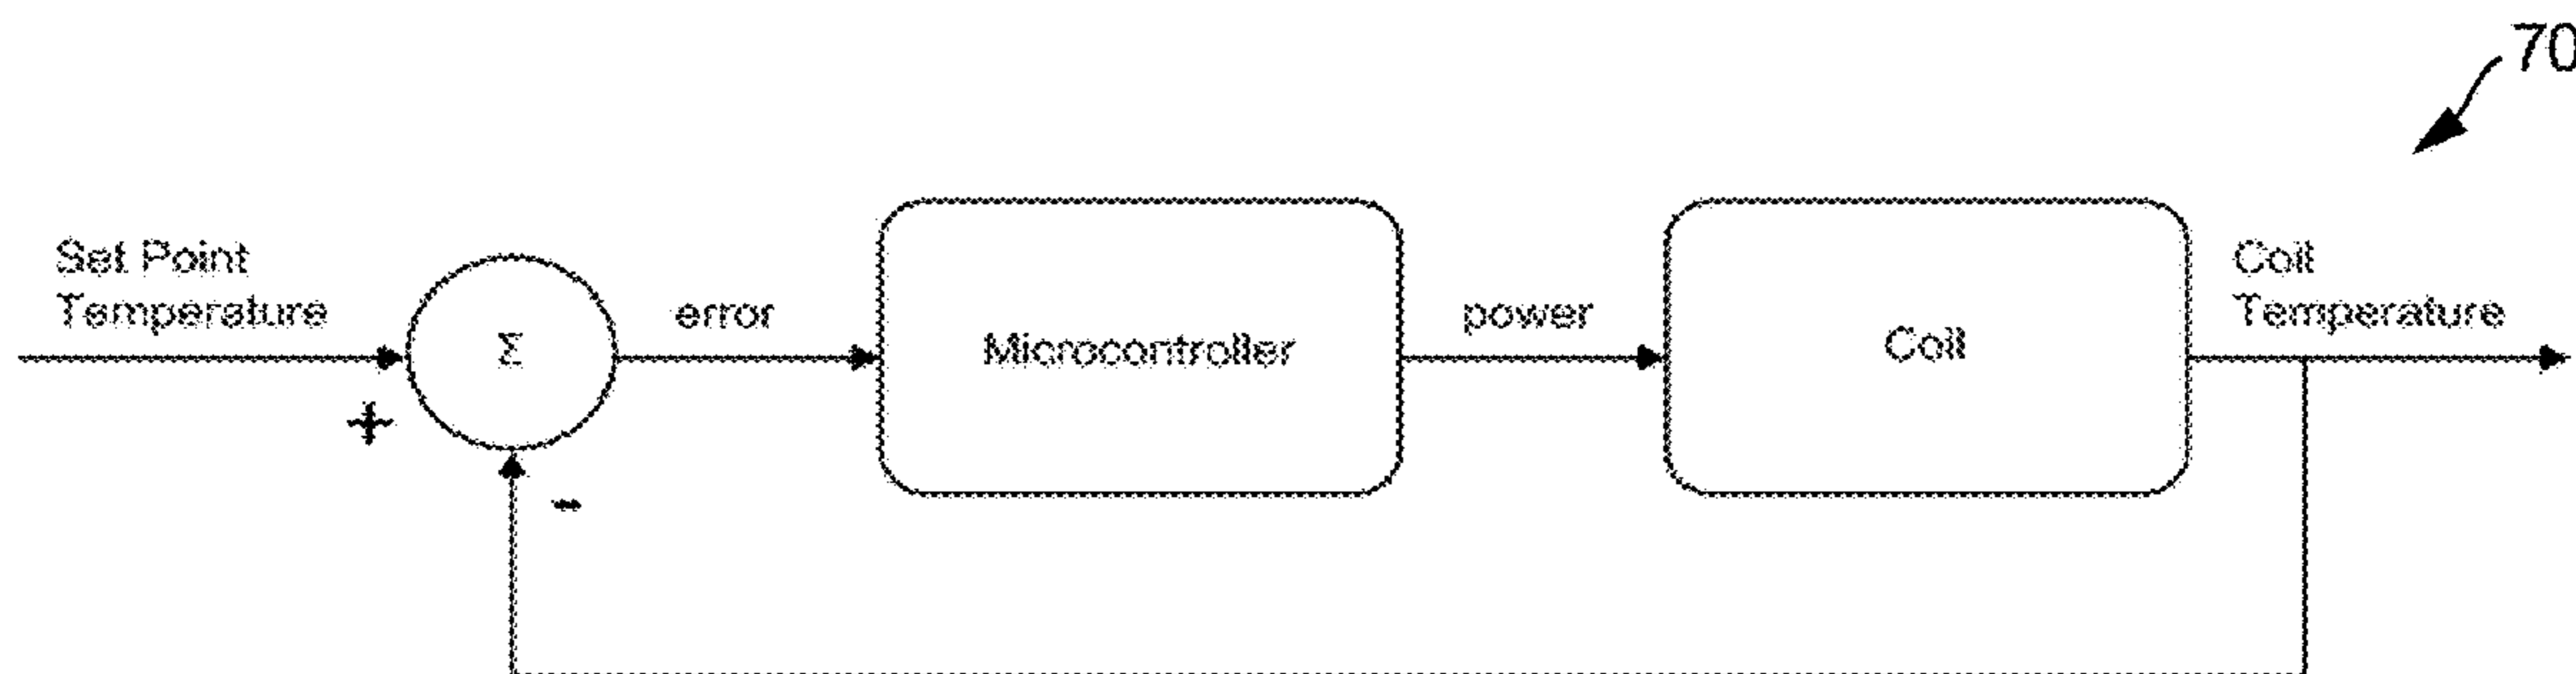 70
Set Point
Temperature
error
power
Coil
Temperature
Σ
Microcontroller
Coil
+
-